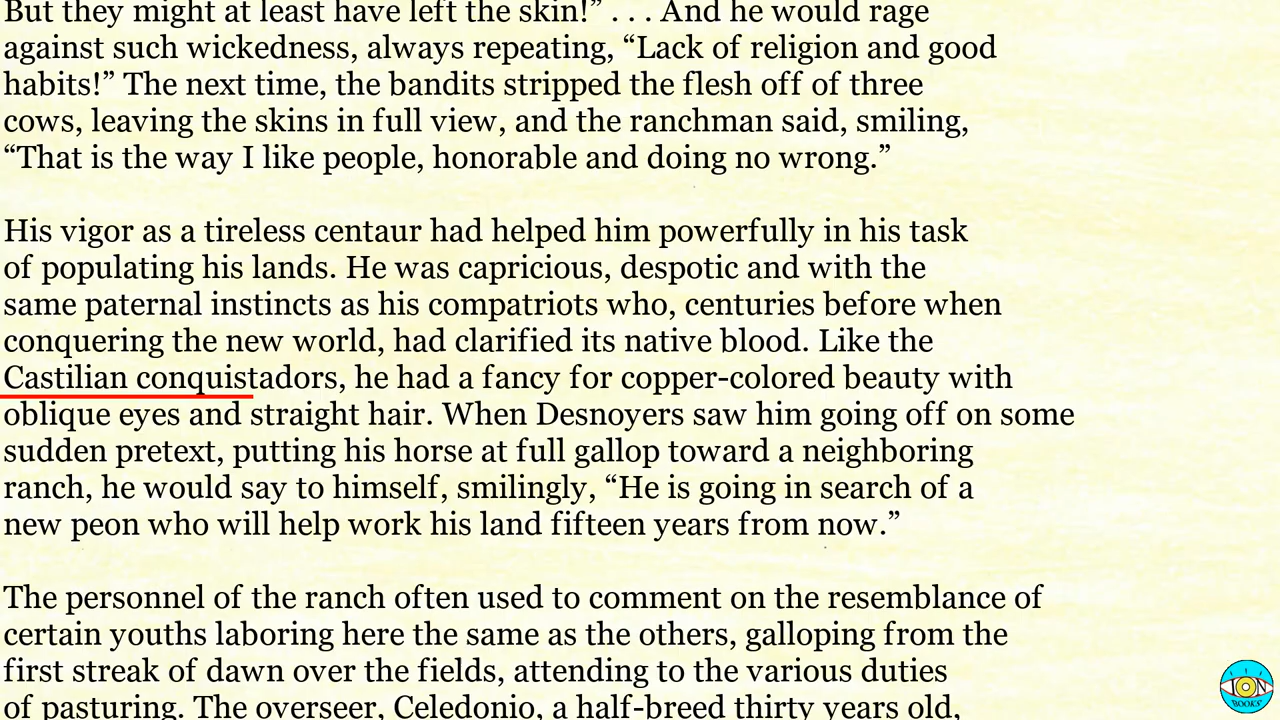 But they might at least have left the skin!” . . . And he would rage
against such wickedness, always repeating, “Lack of religion and good
habits!” The next time, the bandits stripped the flesh off of three
cows, leaving the skins in full view, and the ranchman said, smiling,
“That is the way I like people, honorable and doing no wrong.”
His vigor as a tireless centaur had helped him powerfully in his task
of populating his lands. He was capricious, despotic and with the
same paternal instincts as his compatriots who, centuries before when
conquering the new world, had clarified its native blood. Like the
Castilian conquistadors, he had a fancy for copper-colored beauty with
oblique eyes and straight hair. When Desnoyers saw him going off on some
sudden pretext, putting his horse at full gallop toward a neighboring
ranch, he would say to himself, smilingly, “He is going in search of a
new peon who will help work his land fifteen years from now.”
The personnel of the ranch often used to comment on the resemblance of
certain youths laboring here the same as the others, galloping from the
first streak of dawn over the fields, attending to the various duties
of pasturing. The overseer, Celedonio, a half-breed thirty years old,
BOOKS